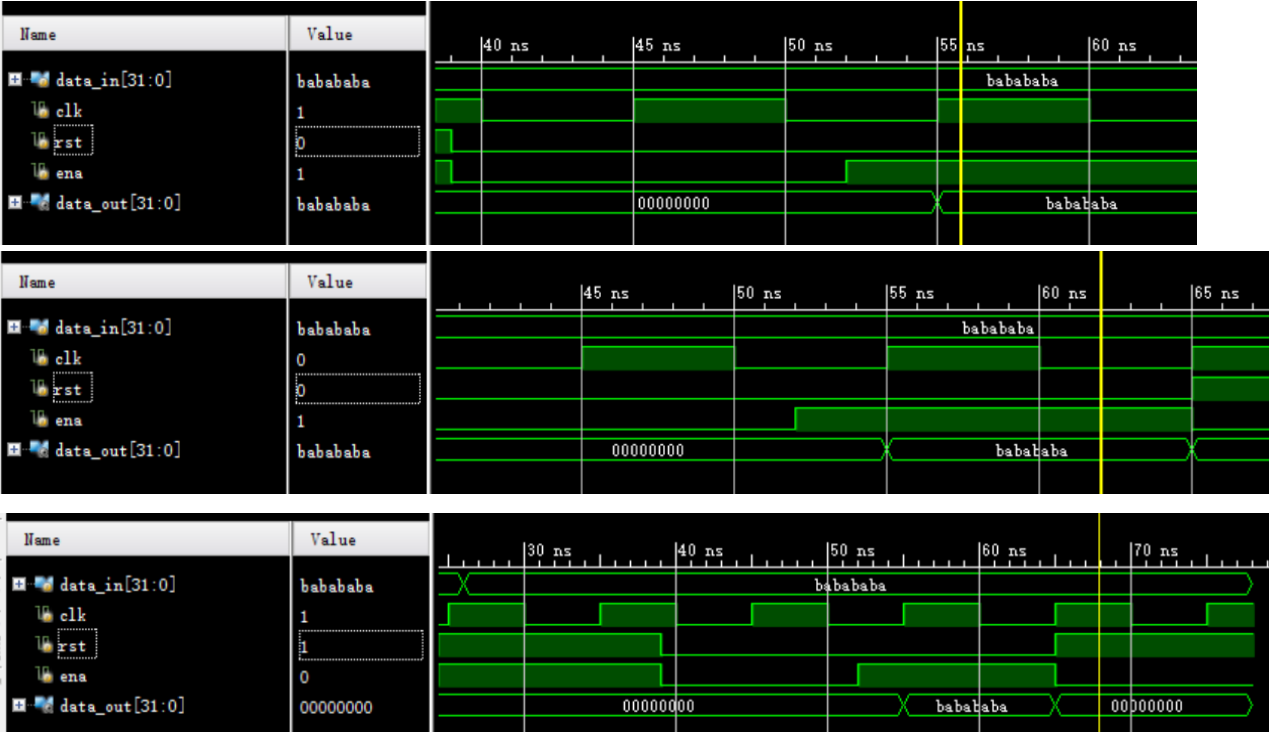 Name Value 40 ns 45 ns 50 ns 55 ns 60 ns
data_in[31:0] babababa babababa
clk 1
rst 0
ena 1
data_out[31:0] babababa 00000000 babababa
Name Value 45 ns 50 ns 55 ns 60 ns 65 ns
data_in[31:0] babababa babababa
clk 0
rst 0
ena 1
data_out[31:0] babababa 00000000 babababa
Name Value 30 ns 40 ns 50 ns 60 ns 70 ns
data_in[31:0] babababa babababa
clk 1
rst 1
ena 0
data_out[31:0] 00000000 00000000 babababa 00000000